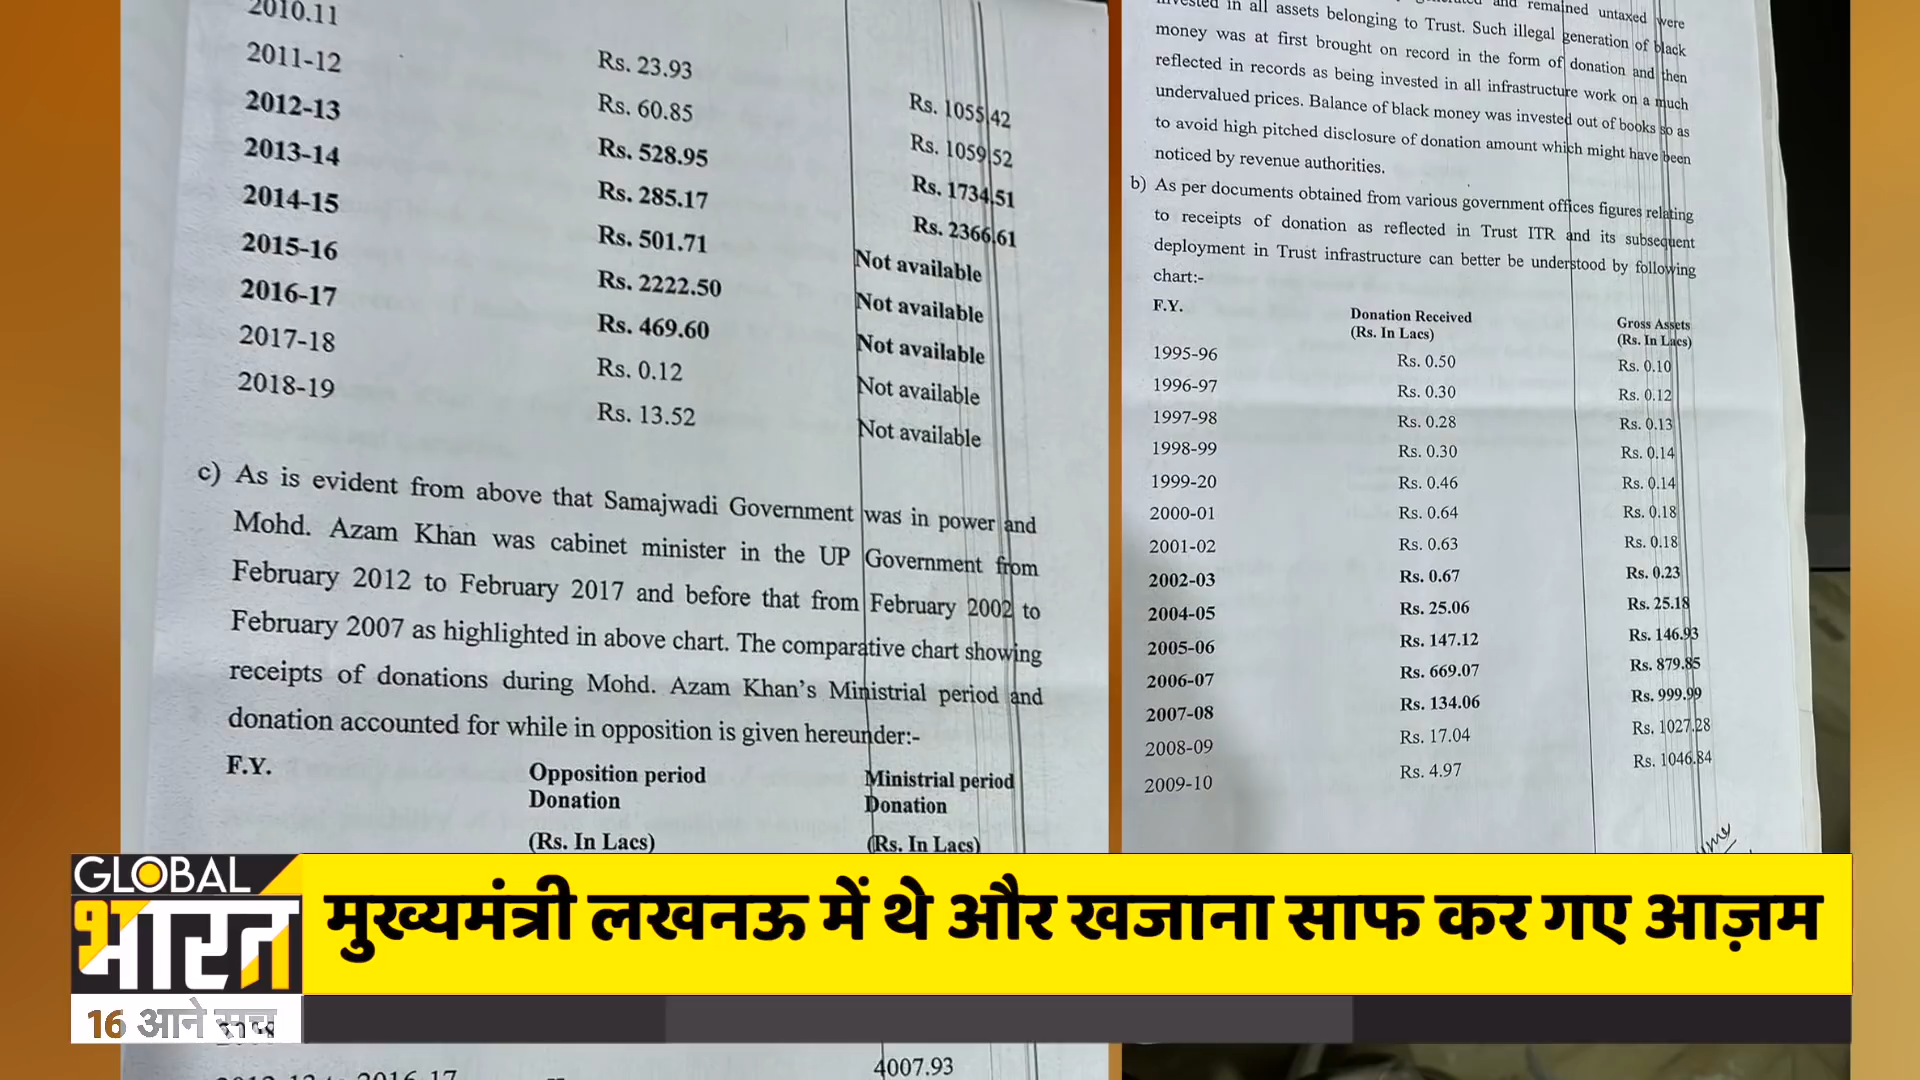 2010.11
2011-12
2012-13
2013-14
2014-15
2015-16
2016-17
2017-18
2018-19
Rs. 23.93
Rs. 60.85
Rs. 528.95
Rs. 285.17
Rs. 501.71
Rs. 2222.50
Rs. 469.60
Rs. 0.12
Rs. 13.52
Rs. 1055.42
Rs. 1059.52
Rs. 1734.51
Rs. 2366.61
Not available
Not available
Not available
Not available
Not available
c) As is evident from above that Samajwadi Government was in power and
Mohd. Azam Khan was cabinet minister in the UP Government from
February 2012 to February 2017 and before that from February 2002 to
February 2007 as highlighted in above chart. The comparative chart showing
receipts of donations during Mohd. Azam Khan's Ministrial period and
donation accounted for while in opposition is given hereunder:-
F.Y. Opposition period Ministrial period
Donation Donation
(Rs. In Lacs) (Rs. In Lacs)
4007.93
and remained untaxed were
invested in all assets belonging to Trust. Such illegal generation of black
money was at first brought on record in the form of donation and then
reflected in records as being invested in all infrastructure work on a much
undervalued prices. Balance of black money was invested out of books so as
to avoid high pitched disclosure of donation amount which might have been
noticed by revenue authorities.
b) As per documents obtained from various government offices figures relating
to receipts of donation as reflected in Trust ITR and its subsequent
deployment in Trust infrastructure can better be understood by following
chart:-
F.Y. Donation Received Gross Assets
(Rs. In Lacs) (Rs. In Lacs)
1995-96 Rs. 0.50 Rs. 0.10
1996-97 Rs. 0.30 Rs. 0.12
1997-98 Rs. 0.28 Rs. 0.13
1998-99 Rs. 0.30 Rs. 0.14
1999-20 Rs. 0.46 Rs. 0.14
2000-01 Rs. 0.64 Rs. 0.18
2001-02 Rs. 0.63 Rs. 0.18
2002-03 Rs. 0.67 Rs. 0.23
2004-05 Rs. 25.06 Rs. 25.18
2005-06 Rs. 147.12 Rs. 146.93
2006-07 Rs. 669.07 Rs. 879.85
2007-08 Rs. 134.06 Rs. 999.99
2008-09 Rs. 17.04 Rs. 1027.28
2009-10 Rs. 4.97 Rs. 1046.84
GLOBAL
भारत
16 आने सच
मुख्यमंत्री लखनऊ में थे और खजाना साफ कर गए आज़म